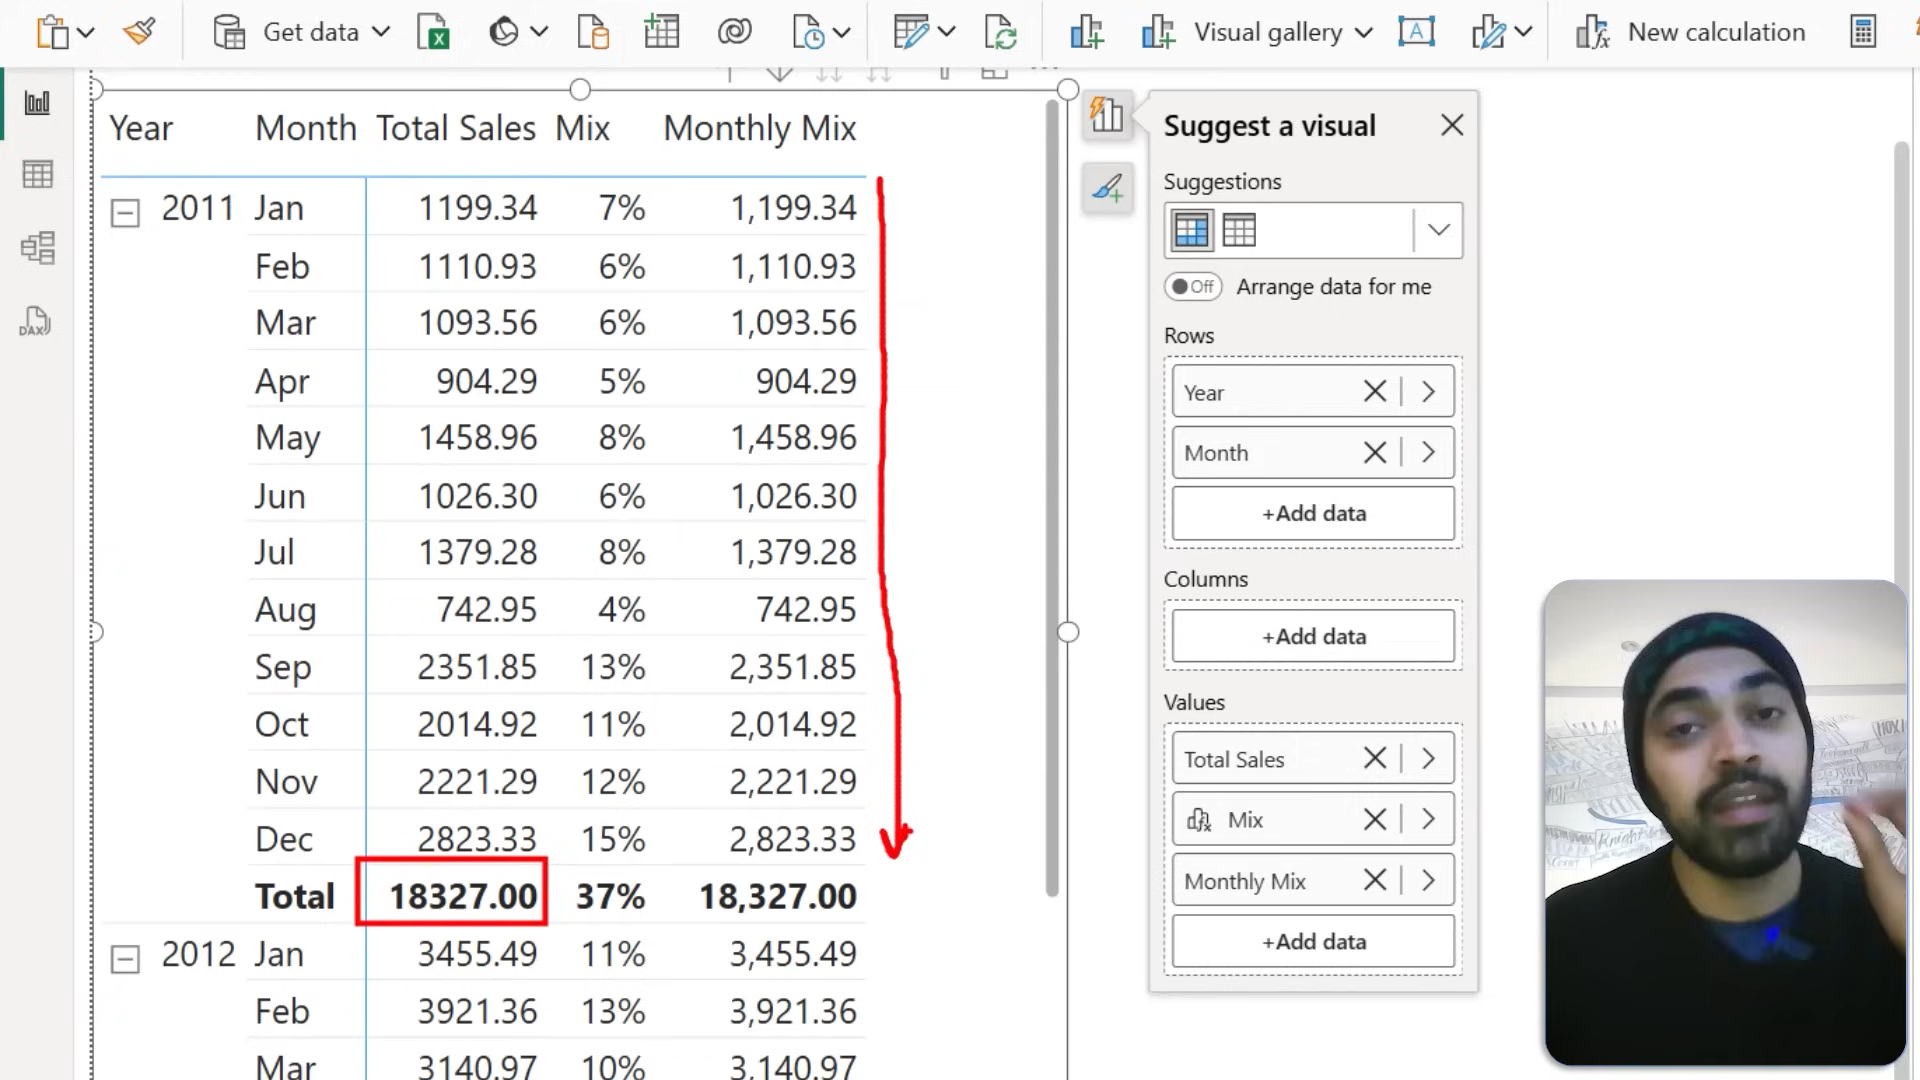 Get data
Visual gallery
New calculation
Year Month Total Sales Mix Monthly Mix
2011 Jan 1199.34 7% 1,199.34
Feb 1110.93 6% 1,110.93
Mar 1093.56 6% 1,093.56
Apr 904.29 5% 904.29
May 1458.96 8% 1,458.96
Jun 1026.30 6% 1,026.30
Jul 1379.28 8% 1,379.28
Aug 742.95 4% 742.95
Sep 2351.85 13% 2,351.85
Oct 2014.92 11% 2,014.92
Nov 2221.29 12% 2,221.29
Dec 2823.33 15% 2,823.33
Total 18327.00 37% 18,327.00
2012 Jan 3455.49 11% 3,455.49
Feb 3921.36 13% 3,921.36
Mar 3140.97 10% 3,140.97
DAX
Suggest a visual
Suggestions
Off Arrange data for me
Rows
Year
Month
+Add data
Columns
+Add data
Values
Total Sales
Mix
Monthly Mix
+Add data